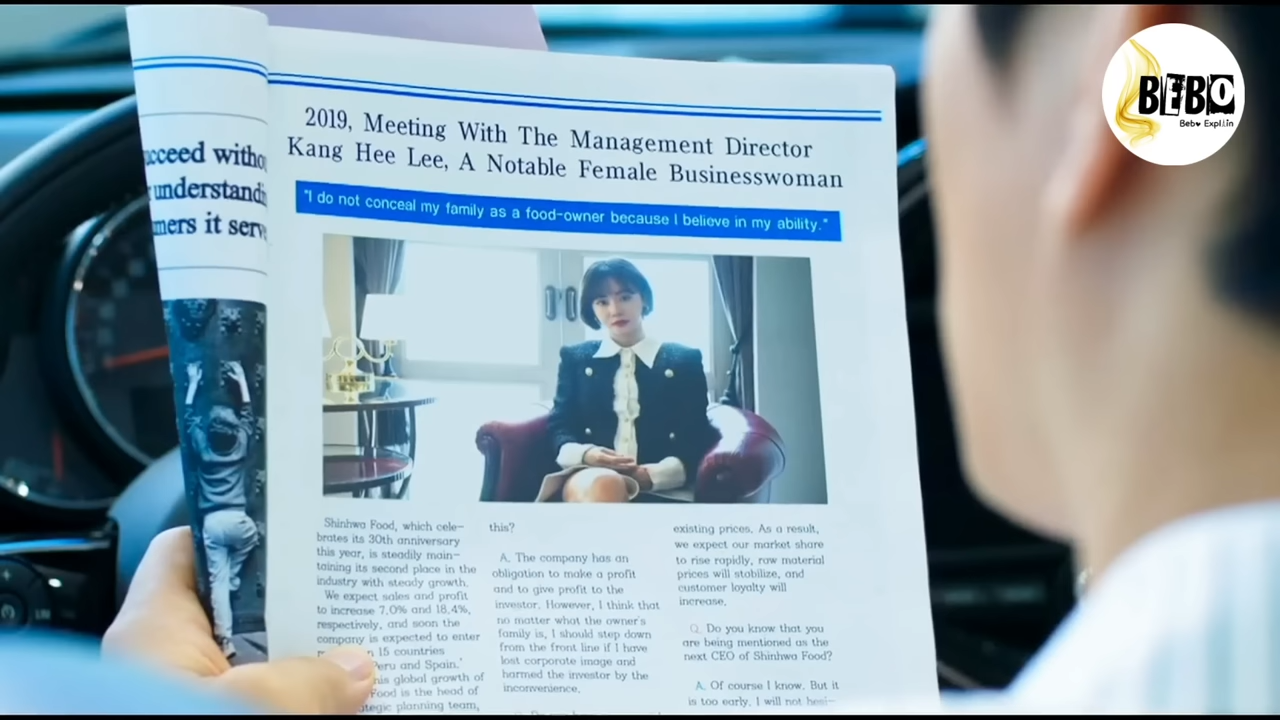 BEBO
Bebo Explain
2019, Meeting With The Management Director
Kang Hee Lee, A Notable Female Businesswoman
"I do not conceal my family as a food-owner because I believe in my ability."
understandi
it
Shinhwa Food, which cele-
brates its 30th anniversary
this year, is steadily main-
taining its second place in the
industry with steady growth.
We expect sales and profit
to increase 7.0% and 18.4%,
respectively, and soon the
company is expected to enter
15 countries
Peru and Spain.'
global growth of
Food is the head of
planning team,
this?
A. The company has an
obligation to make a profit
and to give profit to the
investor. However, I think that
no matter what the owner's
family is, I should step down
from the front line if I have
lost corporate image and
harmed the investor by the
inconvenience.
existing prices. As a result,
we expect our market share
to rise rapidly, raw material
prices will stabilize, and
customer loyalty will
increase.
Q. Do you know that you
are being mentioned as the
next CEO of Shinhwa Food?
A. Of course I know. But it
is too early. I will not hesi-